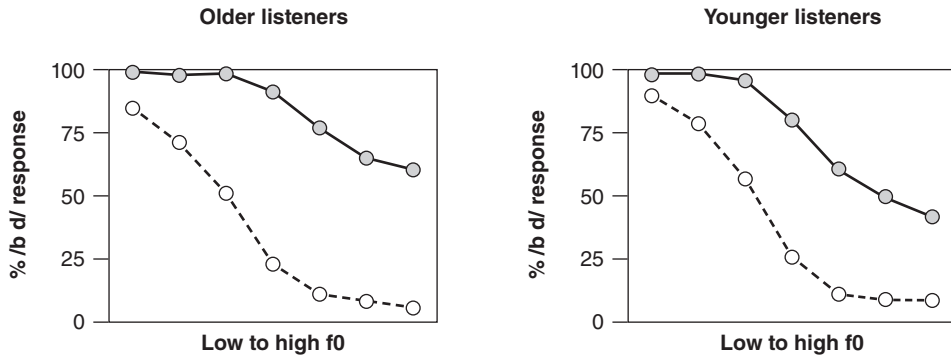 Older listeners
100
75
50
25
0
% /b d/ response
Low to high f0
Younger listeners
100
75
50
25
0
% /b d/ response
Low to high f0